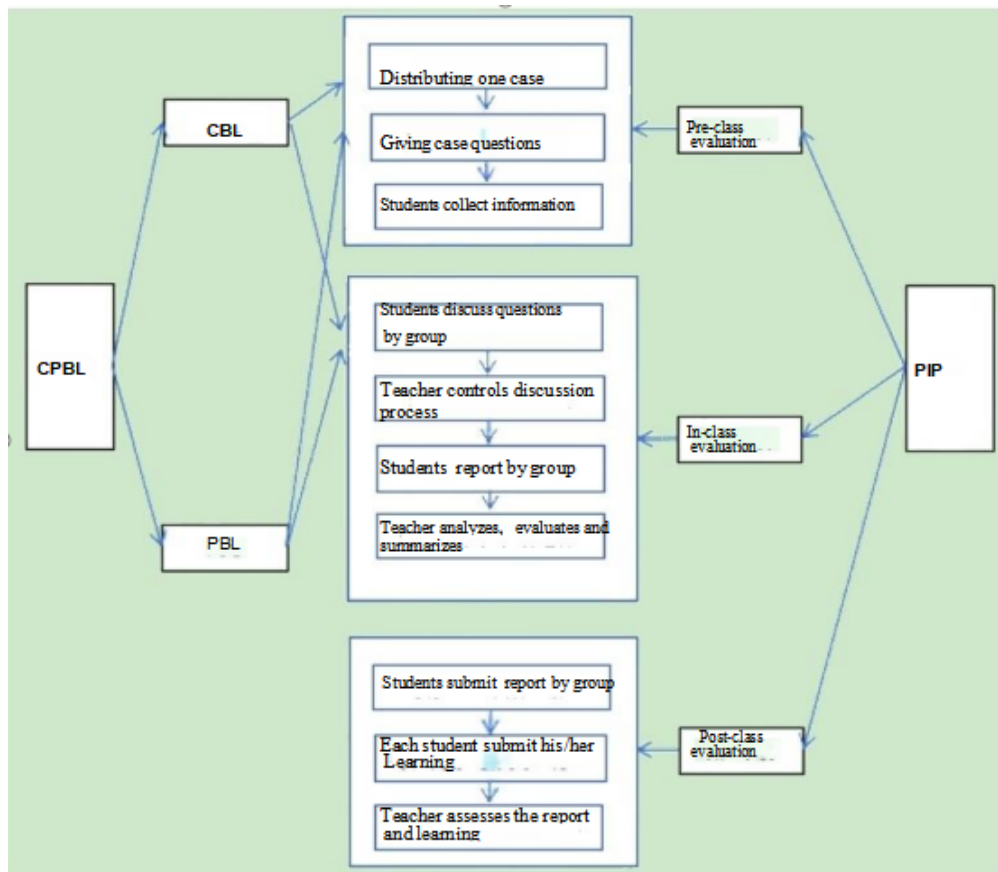 Distributing one case
CBL
Pre-class
evaluation
Giving case questions
Students collect information
Students discuss questions
by group
CPBL
PIP
Teacher controls discussion
process
In-class
evaluation
Students report by group
PBL
Teacher analyzes, evaluates and
summarizes
Students submit report by group
Each student submit his/her
Learning
Post-class
evaluation
Teacher assesses the report
and learning